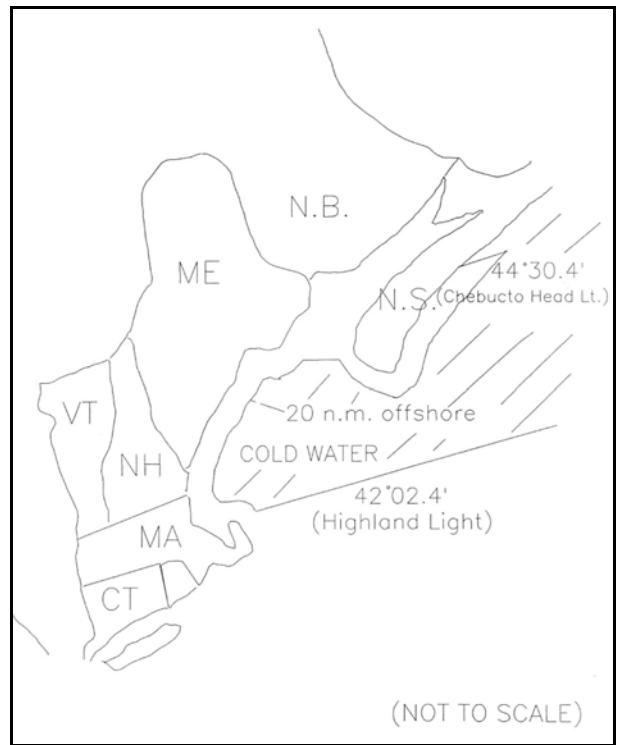 N.B.
ME
44°30.4'
N.S.
(Chebucto Head Lt.)
VT
20 n.m. offshore
COLD WATER
NH
42°02.4'
(Highland Light)
MA
CT
(NOT TO SCALE)